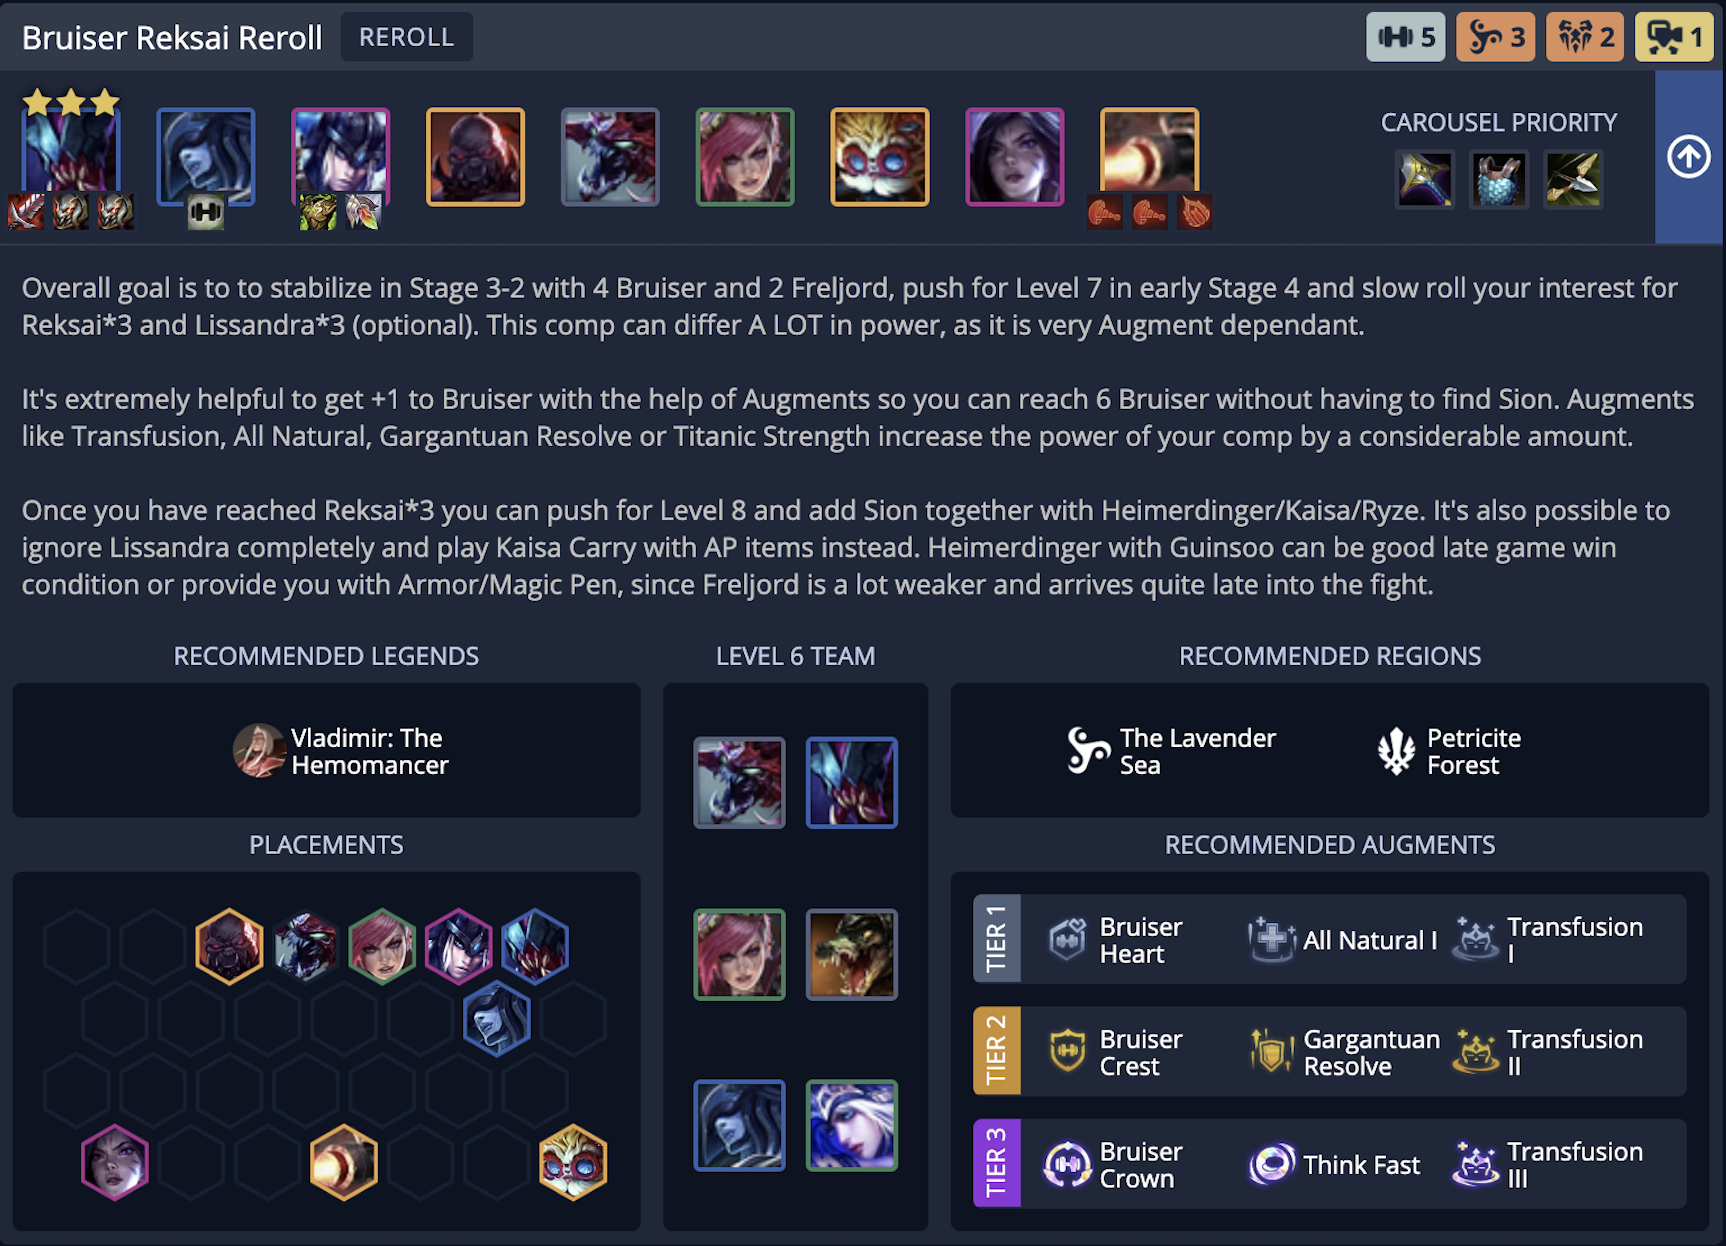 Bruiser Reksai Reroll REROLL 5 3 2 1
CAROUSEL PRIORITY
Overall goal is to to stabilize in Stage 3-2 with 4 Bruiser and 2 Freljord, push for Level 7 in early Stage 4 and slow roll your interest for
Reksai*3 and Lissandra*3 (optional). This comp can differ A LOT in power, as it is very Augment dependant.
It's extremely helpful to get +1 to Bruiser with the help of Augments so you can reach 6 Bruiser without having to find Sion. Augments
like Transfusion, All Natural, Gargantuan Resolve or Titanic Strength increase the power of your comp by a considerable amount.
Once you have reached Reksai*3 you can push for Level 8 and add Sion together with Heimerdinger/Kaisa/Ryze. It's also possible to
ignore Lissandra completely and play Kaisa Carry with AP items instead. Heimerdinger with Guinsoo can be good late game win
condition or provide you with Armor/Magic Pen, since Freljord is a lot weaker and arrives quite late into the fight.
RECOMMENDED LEGENDS
Vladimir: The
Hemomancer
PLACEMENTS
LEVEL 6 TEAM
RECOMMENDED REGIONS
The Lavender
Sea
Petricite
Forest
RECOMMENDED AUGMENTS
TIER 1
Bruiser
Heart
All Natural I
Transfusion
I
TIER 2
Bruiser
Crest
Gargantuan
Resolve
Transfusion
II
TIER 3
Bruiser
Crown
Think Fast
Transfusion
III